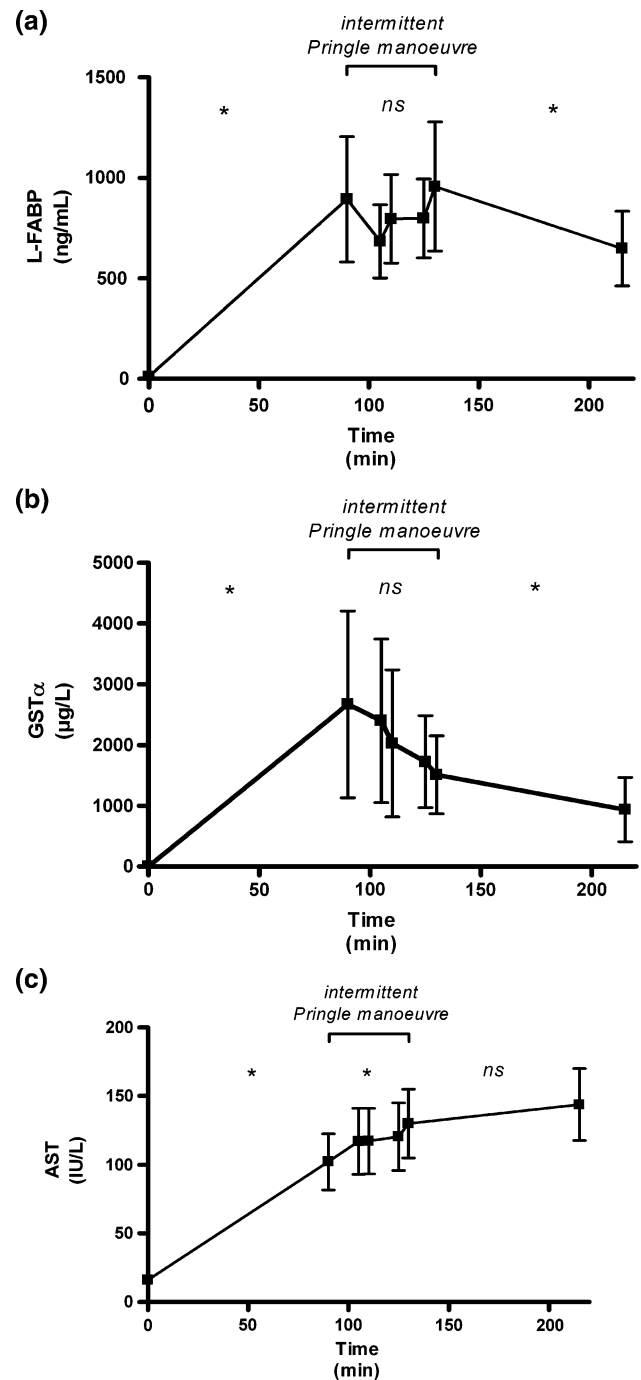 (a)
intermittent
Pringle manoeuvre
1500
*
ns
*
1000
L-FABP
(ng/mL)
500
0
0 50 100 150 200
Time
(min)
(b)
intermittent
Pringle manoeuvre
5000
*
ns
*
4000
3000
GSTα
(μg/L)
2000
1000
0
0 50 100 150 200
Time
(min)
(c)
intermittent
Pringle manoeuvre
200
*
*
ns
150
AST
(IU/L)
100
50
0
0 50 100 150 200
Time
(min)